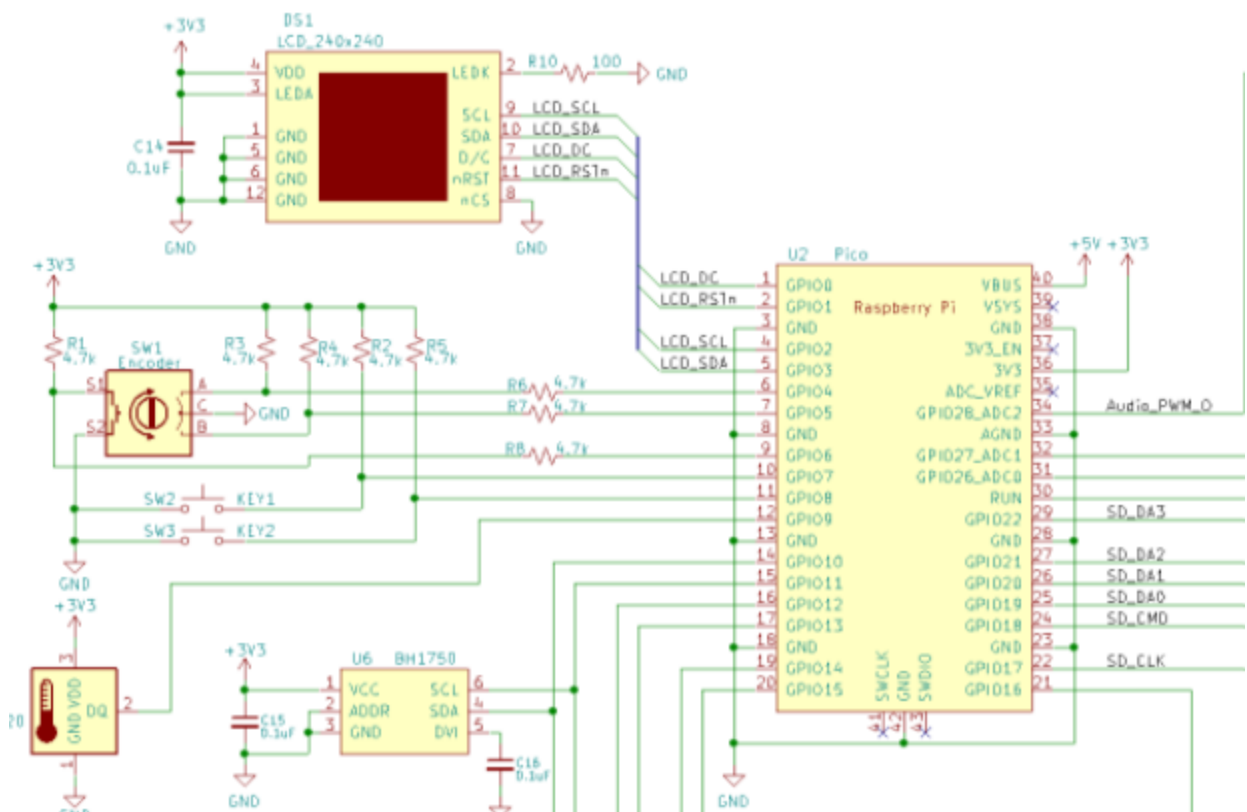 +3V3
DS1
LCD_240x240
4 VDD
3 LEDA
1 GND
5 GND
6 GND
12 GND
LEDK 2
SCL 9
SDA 10
D/C 7
nRST 11
nCS 8
R10 100
GND
LCD_SCL
LCD_SDA
LCD_DC
LCD_RSTn
C14
0.1uF
GND
GND
+3V3
R1
4.7k
SW1
Encoder
R3
4.7k
R4
4.7k
R2
4.7k
R5
4.7k
S1
S2
A
C
B
GND
R6 4.7k
R7 4.7k
R8 4.7k
SW2 KEY1
SW3 KEY2
GND
LCD_DC
LCD_RSTn
LCD_SCL
LCD_SDA
U2 Pico
Raspberry Pi
1 GPIO0
2 GPIO1
3 GND
4 GPIO2
5 GPIO3
6 GPIO4
7 GPIO5
8 GND
9 GPIO6
10 GPIO7
11 GPIO8
12 GPIO9
13 GND
14 GPIO10
15 GPIO11
16 GPIO12
17 GPIO13
18 GND
19 GPIO14
20 GPIO15
VBUS 40
VSYS 39
GND 38
3V3_EN 37
3V3 36
ADC_VREF 35
GPIO28_ADC2 34
AGND 33
GPIO27_ADC1 32
GPIO26_ADC0 31
RUN 30
GPIO22 29
GND 28
GPIO21 27
GPIO20 26
GPIO19 25
GPIO18 24
GND 23
GPIO17 22
GPIO16 21
SWCLK 41
GND 42
SWDIO 43
+5V +3V3
Audio_PWM_O
SD_DA3
SD_DA2
SD_DA1
SD_DA0
SD_CMD
SD_CLK
GND
+3V3
3
VDD
GND
DQ 2
1
20
GND
+3V3
U6 BH1750
1 VCC
2 ADDR
3 GND
SCL 6
SDA 4
DVI 5
C15
0.1uF
GND
C16
0.1uF